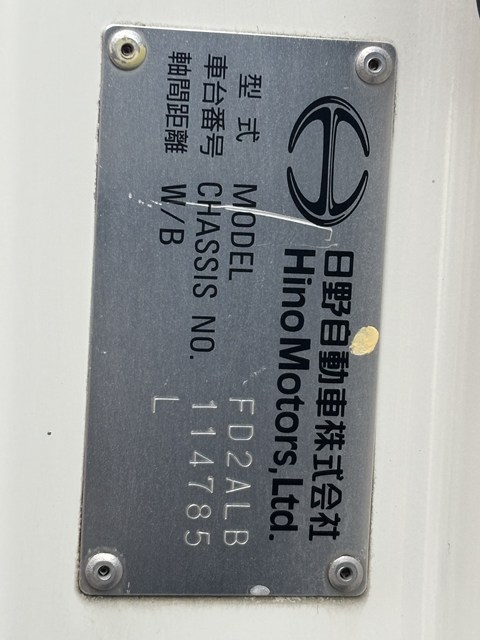 日野自動車株式会社
Hino Motors, Ltd.
型式 MODEL FD2ALB
車台番号 CHASSIS NO. 114785
軸間距離 W/B L